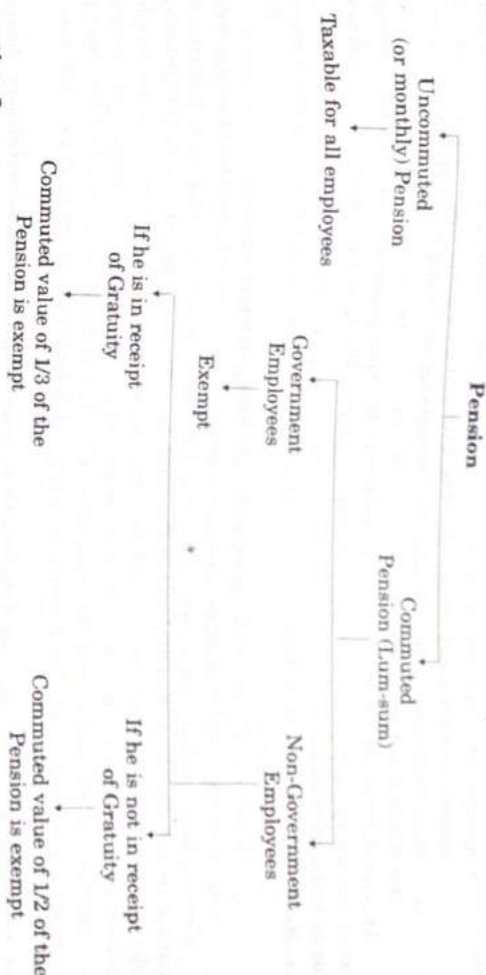 Pension
Uncommuted
(or monthly) Pension
Commuted
Pension (Lum-sum)
Taxable for all employees
Government
Employees
Non-Government
Employees
Exempt
If he is in receipt
of Gratuity
If he is not in receipt
of Gratuity
Commuted value of 1/3 of the
Pension is exempt
Commuted value of 1/2 of the
Pension is exempt